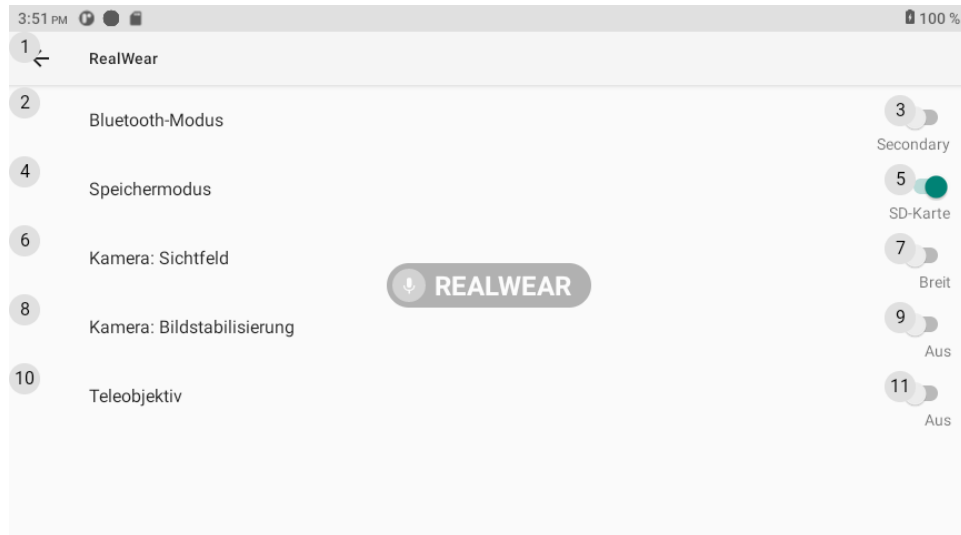 3:51 PM 100 %
1 RealWear
2 Bluetooth-Modus 3
Secondary
4 Speichermodus 5
SD-Karte
6 Kamera: Sichtfeld 7
Breit
REALWEAR
8 Kamera: Bildstabilisierung 9
Aus
10 Teleobjektiv 11
Aus